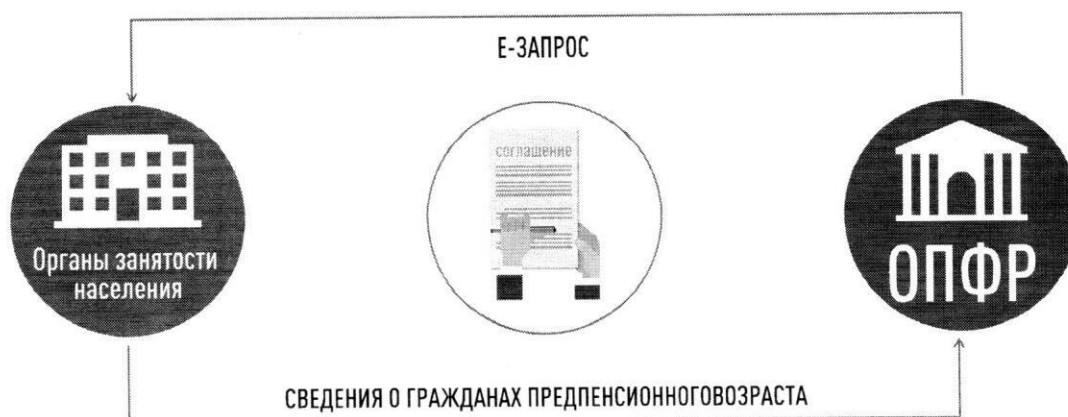 Е-ЗАПРОС
соглашение
Органы занятости
населения
ОПФР
СВЕДЕНИЯ О ГРАЖДАНАХ ПРЕДПЕНСИОННОГОВОЗРАСТА